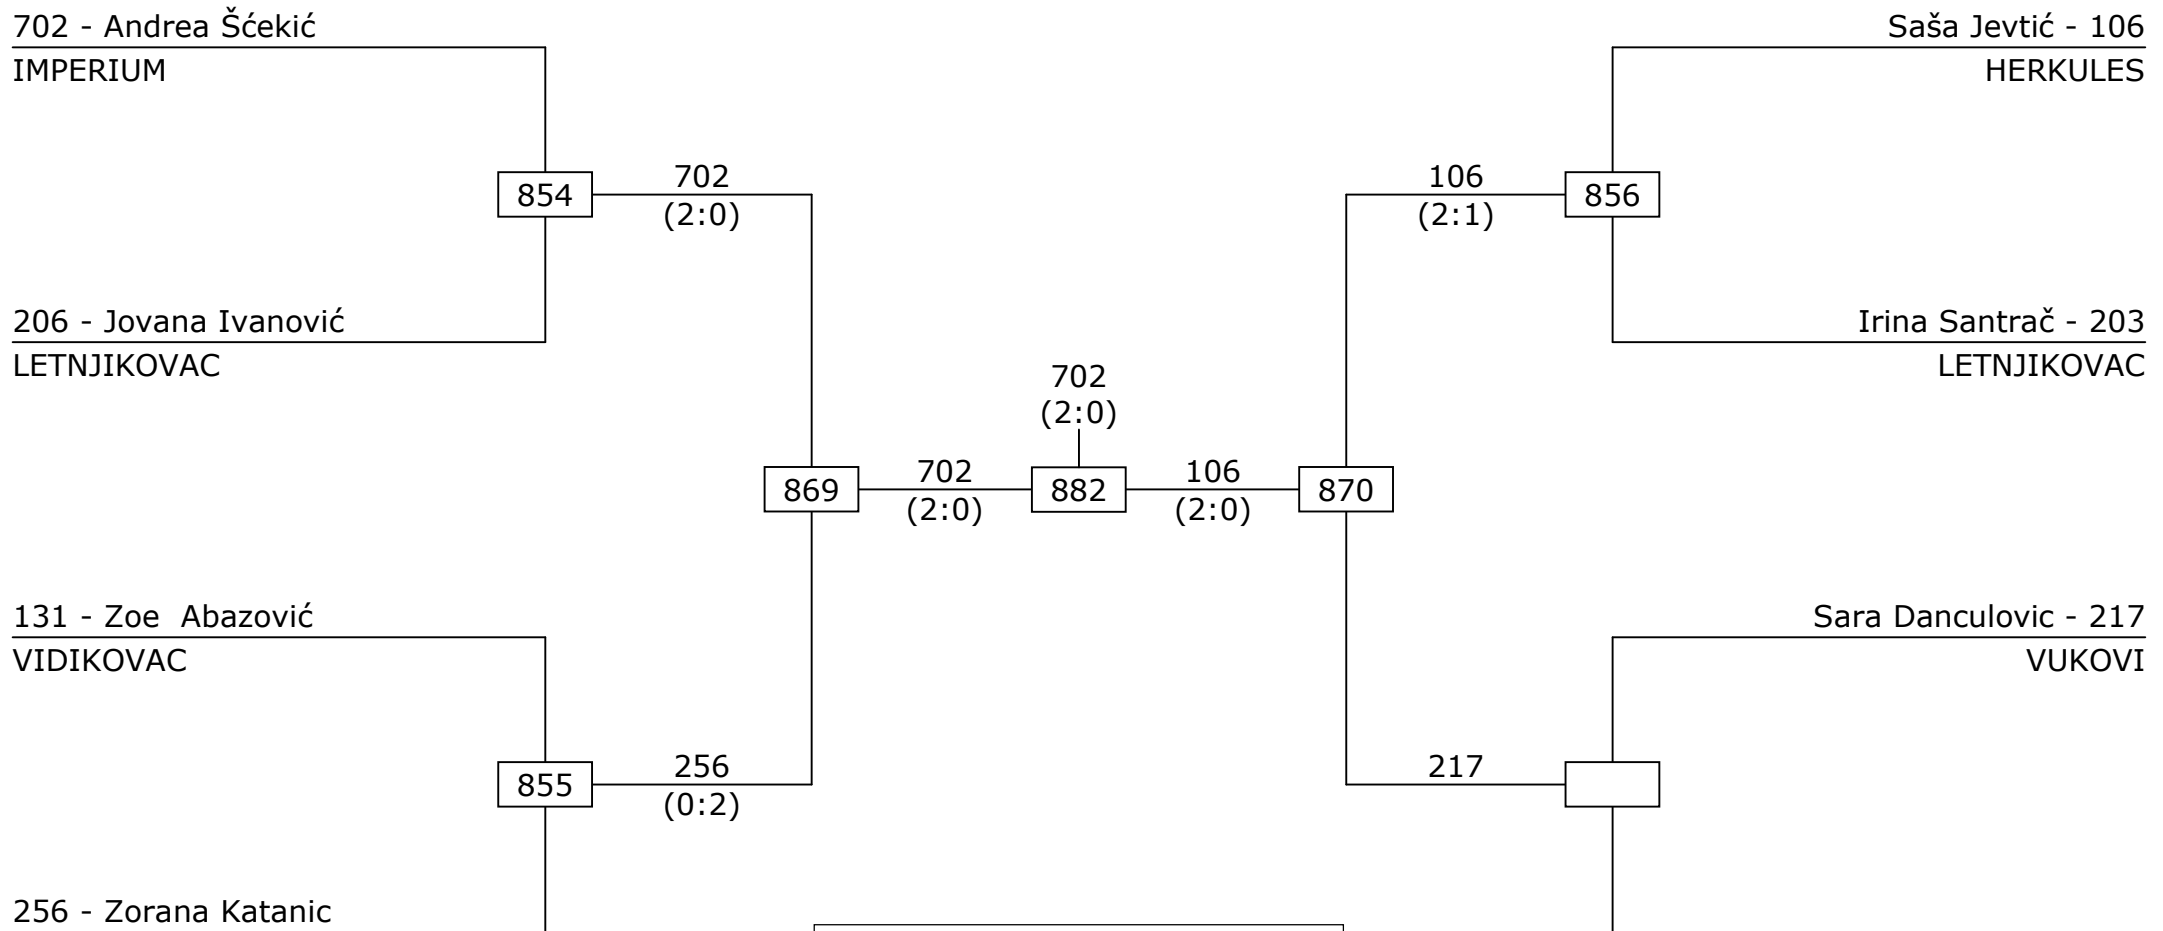 702 - Andrea Šćekić
IMPERIUM
Saša Jevtić - 106
HERKULES
854
702
(2:0)
106
(2:1)
856
206 - Jovana Ivanović
LETNJIKOVAC
Irina Santrač - 203
LETNJIKOVAC
702
(2:0)
869
702
(2:0)
882
106
(2:0)
870
131 - Zoe  Abazović
VIDIKOVAC
Sara Danculovic - 217
VUKOVI
855
256
(0:2)
217
256 - Zorana Katanic